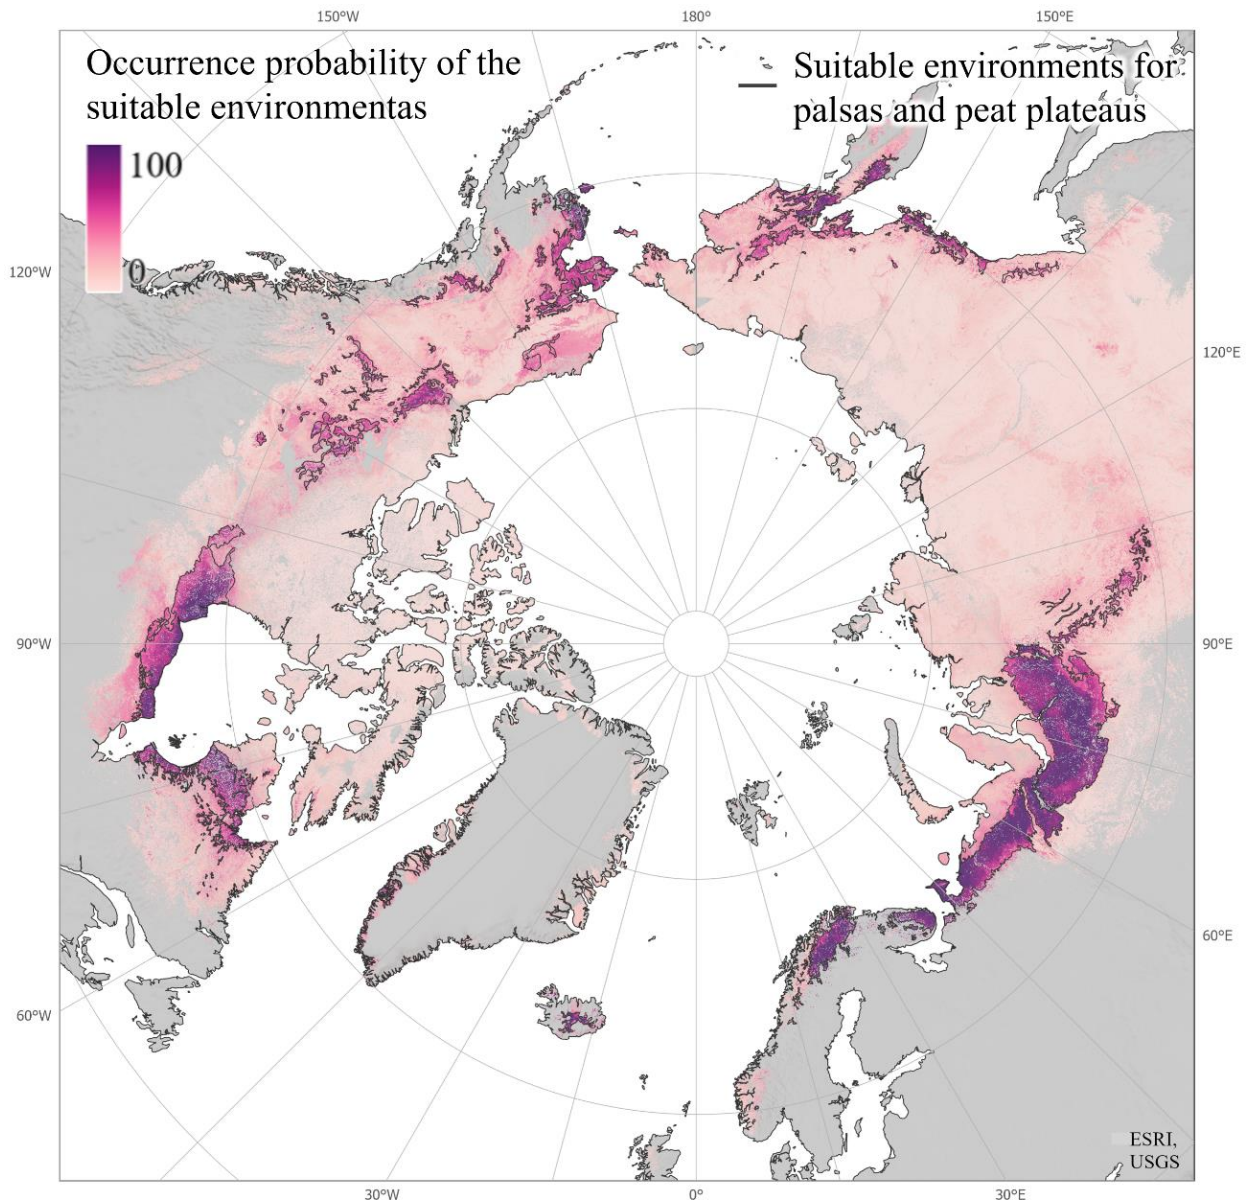 150°W
180°
150°E
Occurrence probability of the
suitable environmentas
100
0
Suitable environments for
palsas and peat plateaus
120°W
120°E
90°W
90°E
60°E
60°W
ESRI,
USGS
30°W
0°
30°E